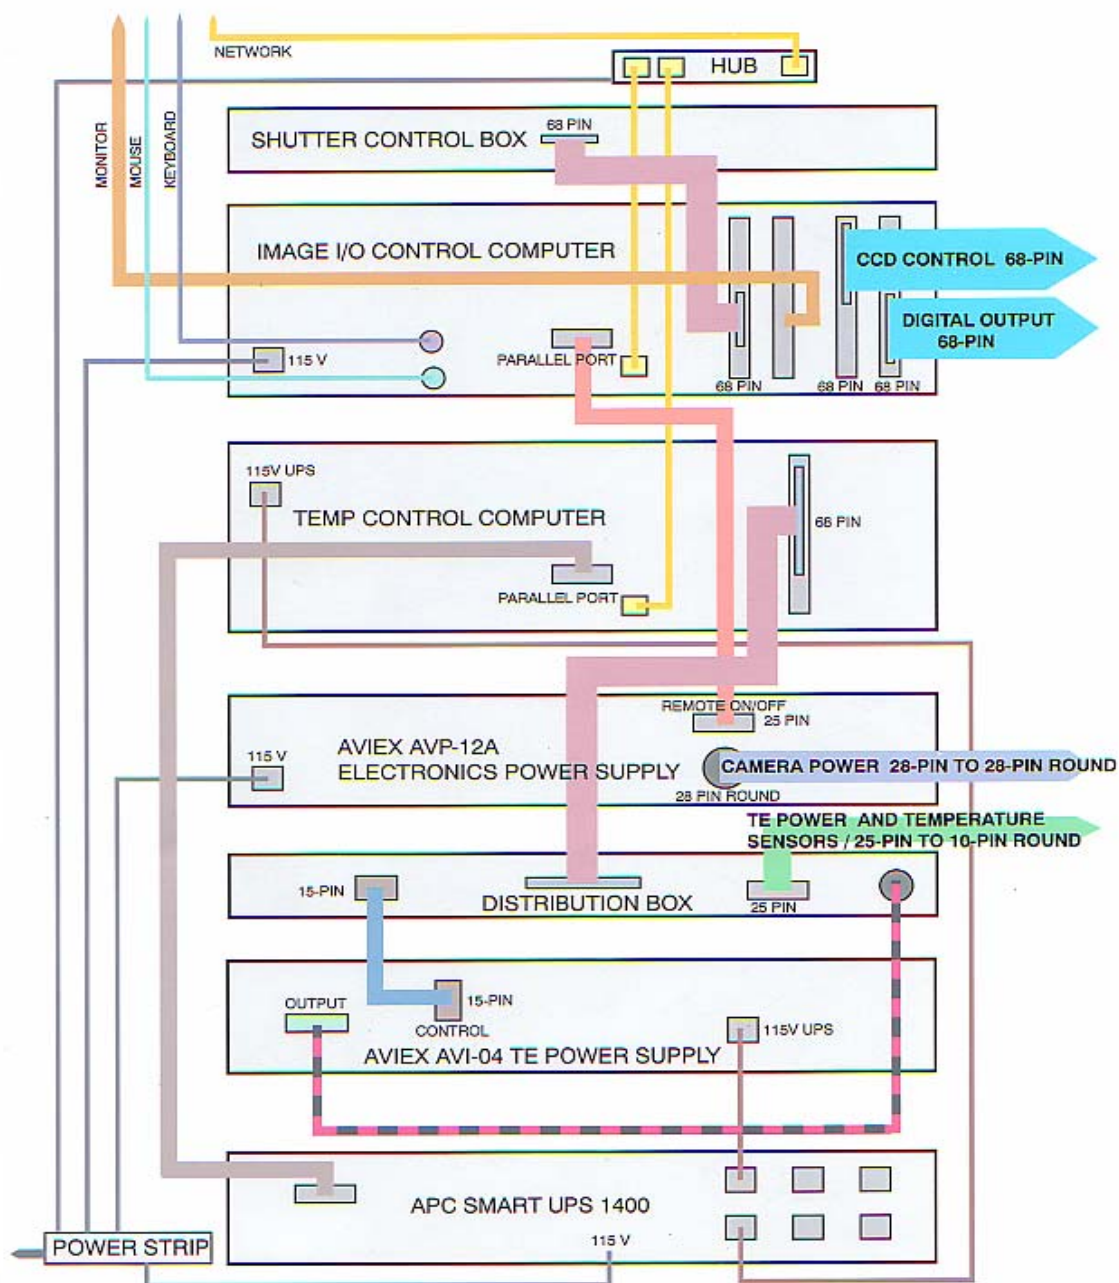 NETWORK
HUB
MONITOR
MOUSE
KEYBOARD
68 PIN
SHUTTER CONTROL BOX
IMAGE I/O CONTROL COMPUTER
CCD CONTROL 68-PIN
DIGITAL OUTPUT
68-PIN
115 V
PARALLEL PORT
68 PIN
68 PIN
68 PIN
115V UPS
TEMP CONTROL COMPUTER
68 PIN
PARALLEL PORT
REMOTE ON/OFF
25 PIN
AVIEX AVP-12A
115 V
ELECTRONICS POWER SUPPLY
CAMERA POWER 28-PIN TO 28-PIN ROUND
28 PIN ROUND
TE POWER AND TEMPERATURE
SENSORS / 25-PIN TO 10-PIN ROUND
15-PIN
DISTRIBUTION BOX
25 PIN
OUTPUT
15-PIN
CONTROL
115V UPS
AVIEX AVI-04 TE POWER SUPPLY
APC SMART UPS 1400
115 V
POWER STRIP